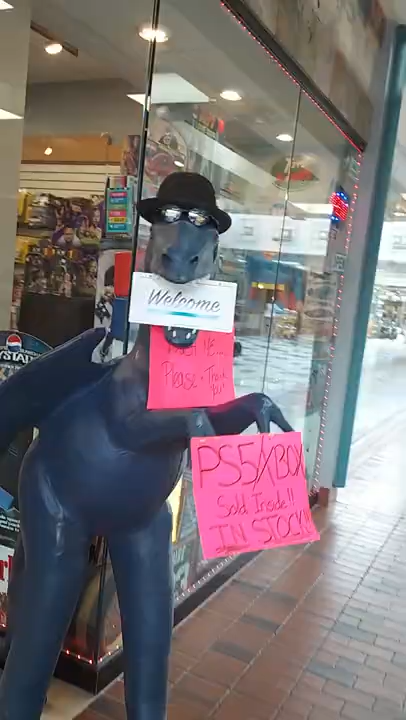 Welcome
Please + Thank
You!
PS5/XBOX
Sold Inside!!
IN STOCK!!